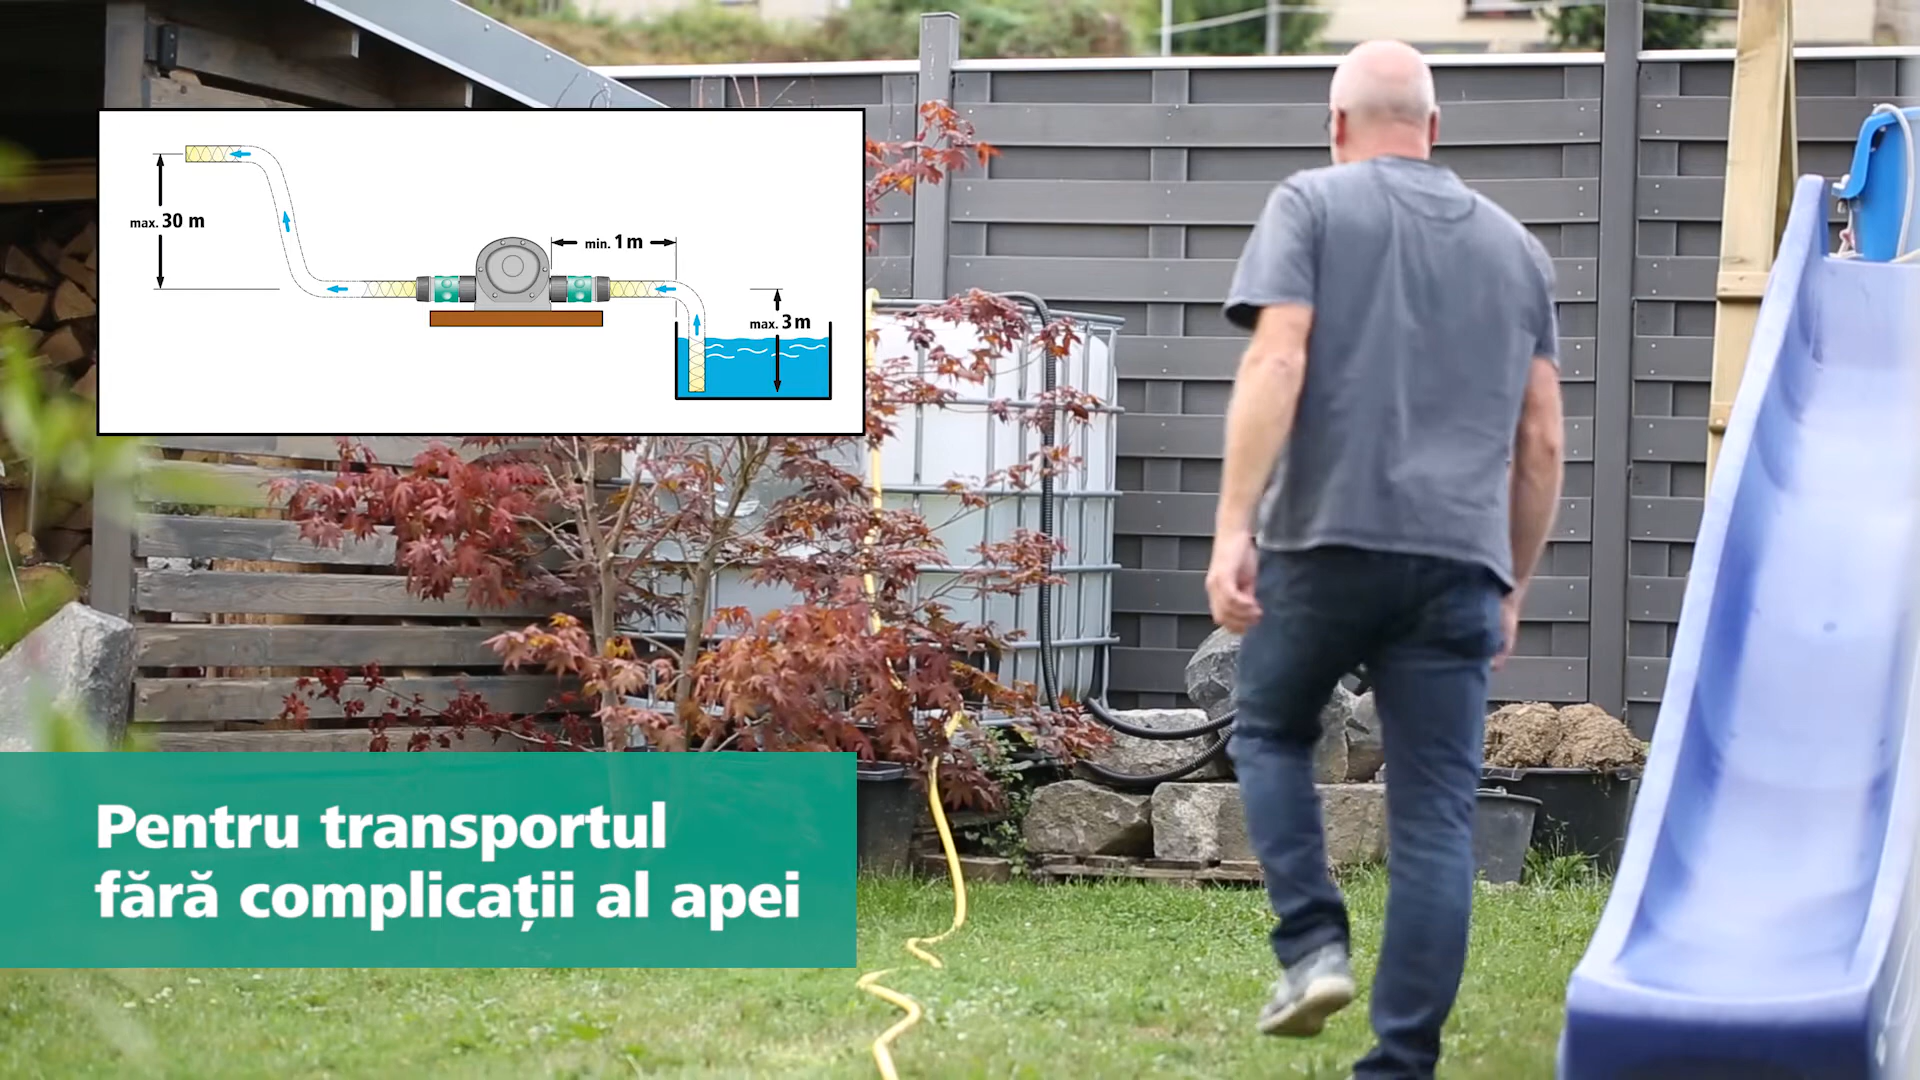 max. 30 m
min. 1 m
max. 3 m
Pentru transportul
fără complicații al apei